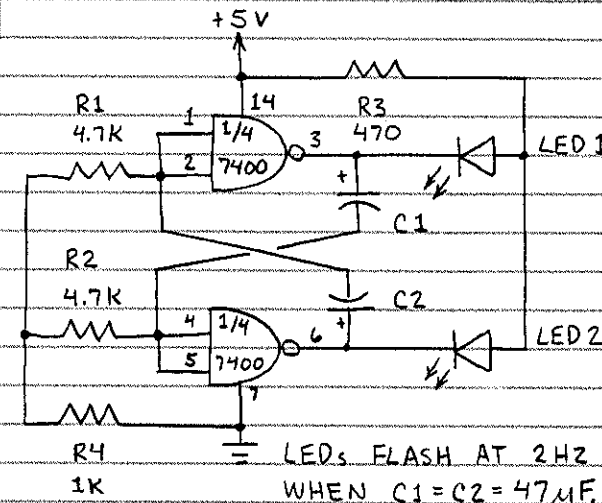 +5V
14
R1
4.7K
1
2
1/4
7400
3
R3
470
LED 1
+
C1
R2
4.7K
C2
4
5
1/4
7400
6
+
LED 2
7
R4
1K
LEDs FLASH AT 2HZ
WHEN C1=C2=47µF.